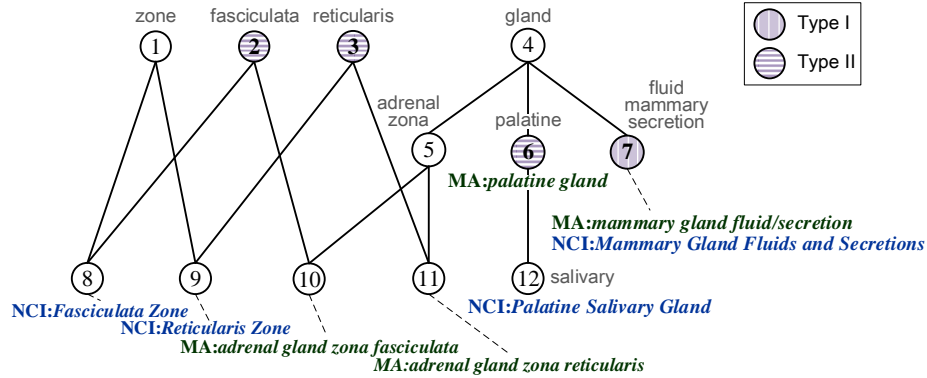 zone fasciculata reticularis gland
Type I
Type II
1 2 3 4
fluid
mammary
secretion
adrenal
zona
palatine
5 6 7
MA:palatine gland
MA:mammary gland fluid/secretion
NCI:Mammary Gland Fluids and Secretions
8 9 10 11 12 salivary
NCI:Fasciculata Zone
NCI:Palatine Salivary Gland
NCI:Reticularis Zone
MA:adrenal gland zona fasciculata
MA:adrenal gland zona reticularis